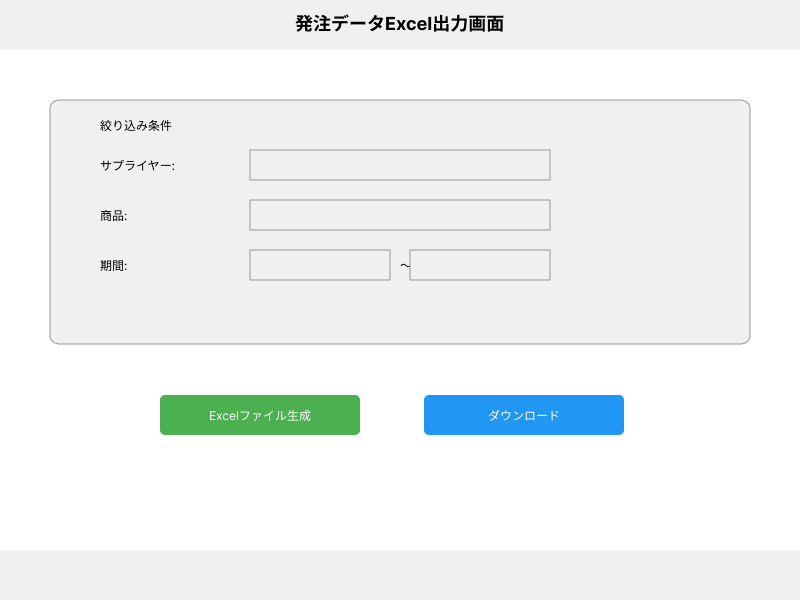 発注データExcel出力画面
絞り込み条件
サプライヤー:
商品:
期間:
～
Excelファイル生成
ダウンロード